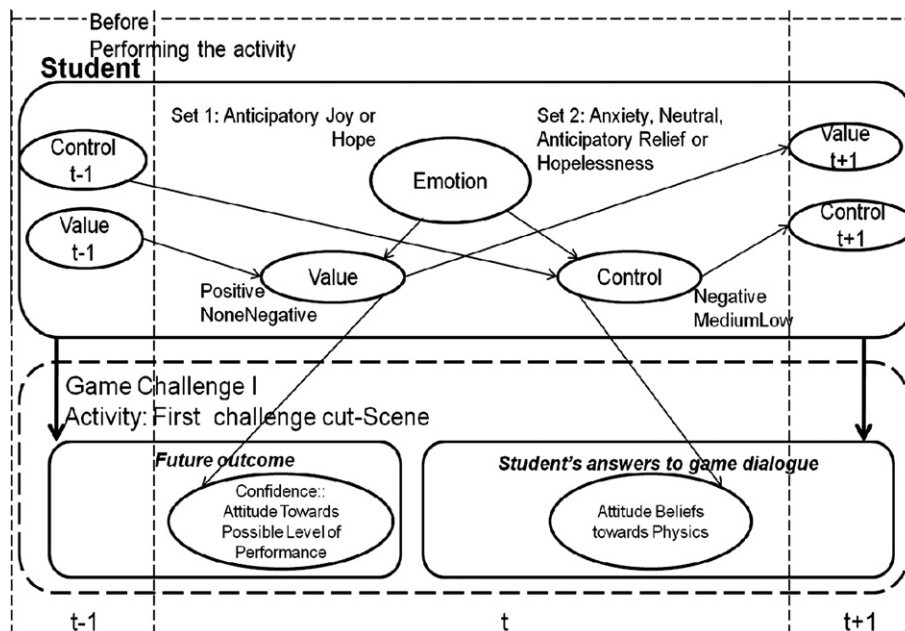 Before
Performing the activity
Student
Set 1: Anticipatory Joy or
Hope
Set 2: Anxiety, Neutral,
Anticipatory Relief or
Hopelessness
Control
t-1
Emotion
Value
t+1
Value
t-1
Control
t+1
Value
Control
Positive
NoneNegative
Negative
MediumLow
Game Challenge I
Activity: First challenge cut-Scene
Future outcome
Confidence::
Attitude Towards
Possible Level of
Performance
Student's answers to game dialogue
Attitude Beliefs
towards Physics
t-1
t
t+1